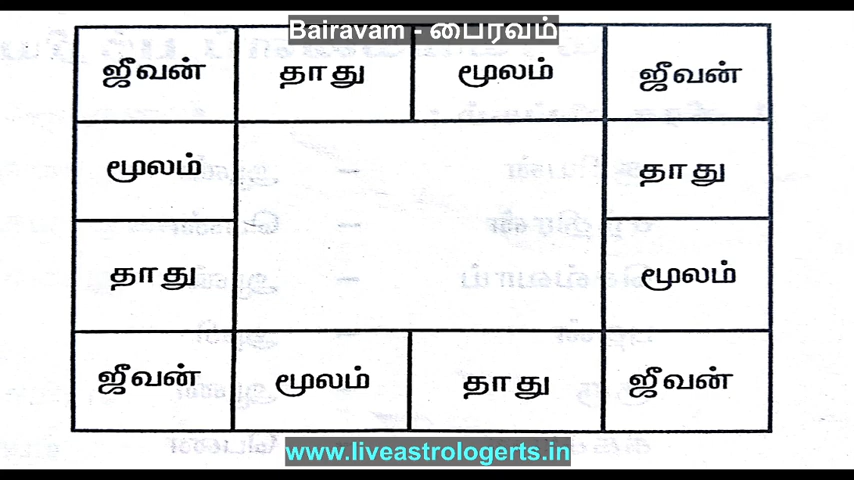 Bairavam - பைரவம்
ஜீவன் தாது மூலம் ஜீவன்
மூலம் தாது
தாது மூலம்
ஜீவன் மூலம் தாது ஜீவன்
www.liveastrologerts.in